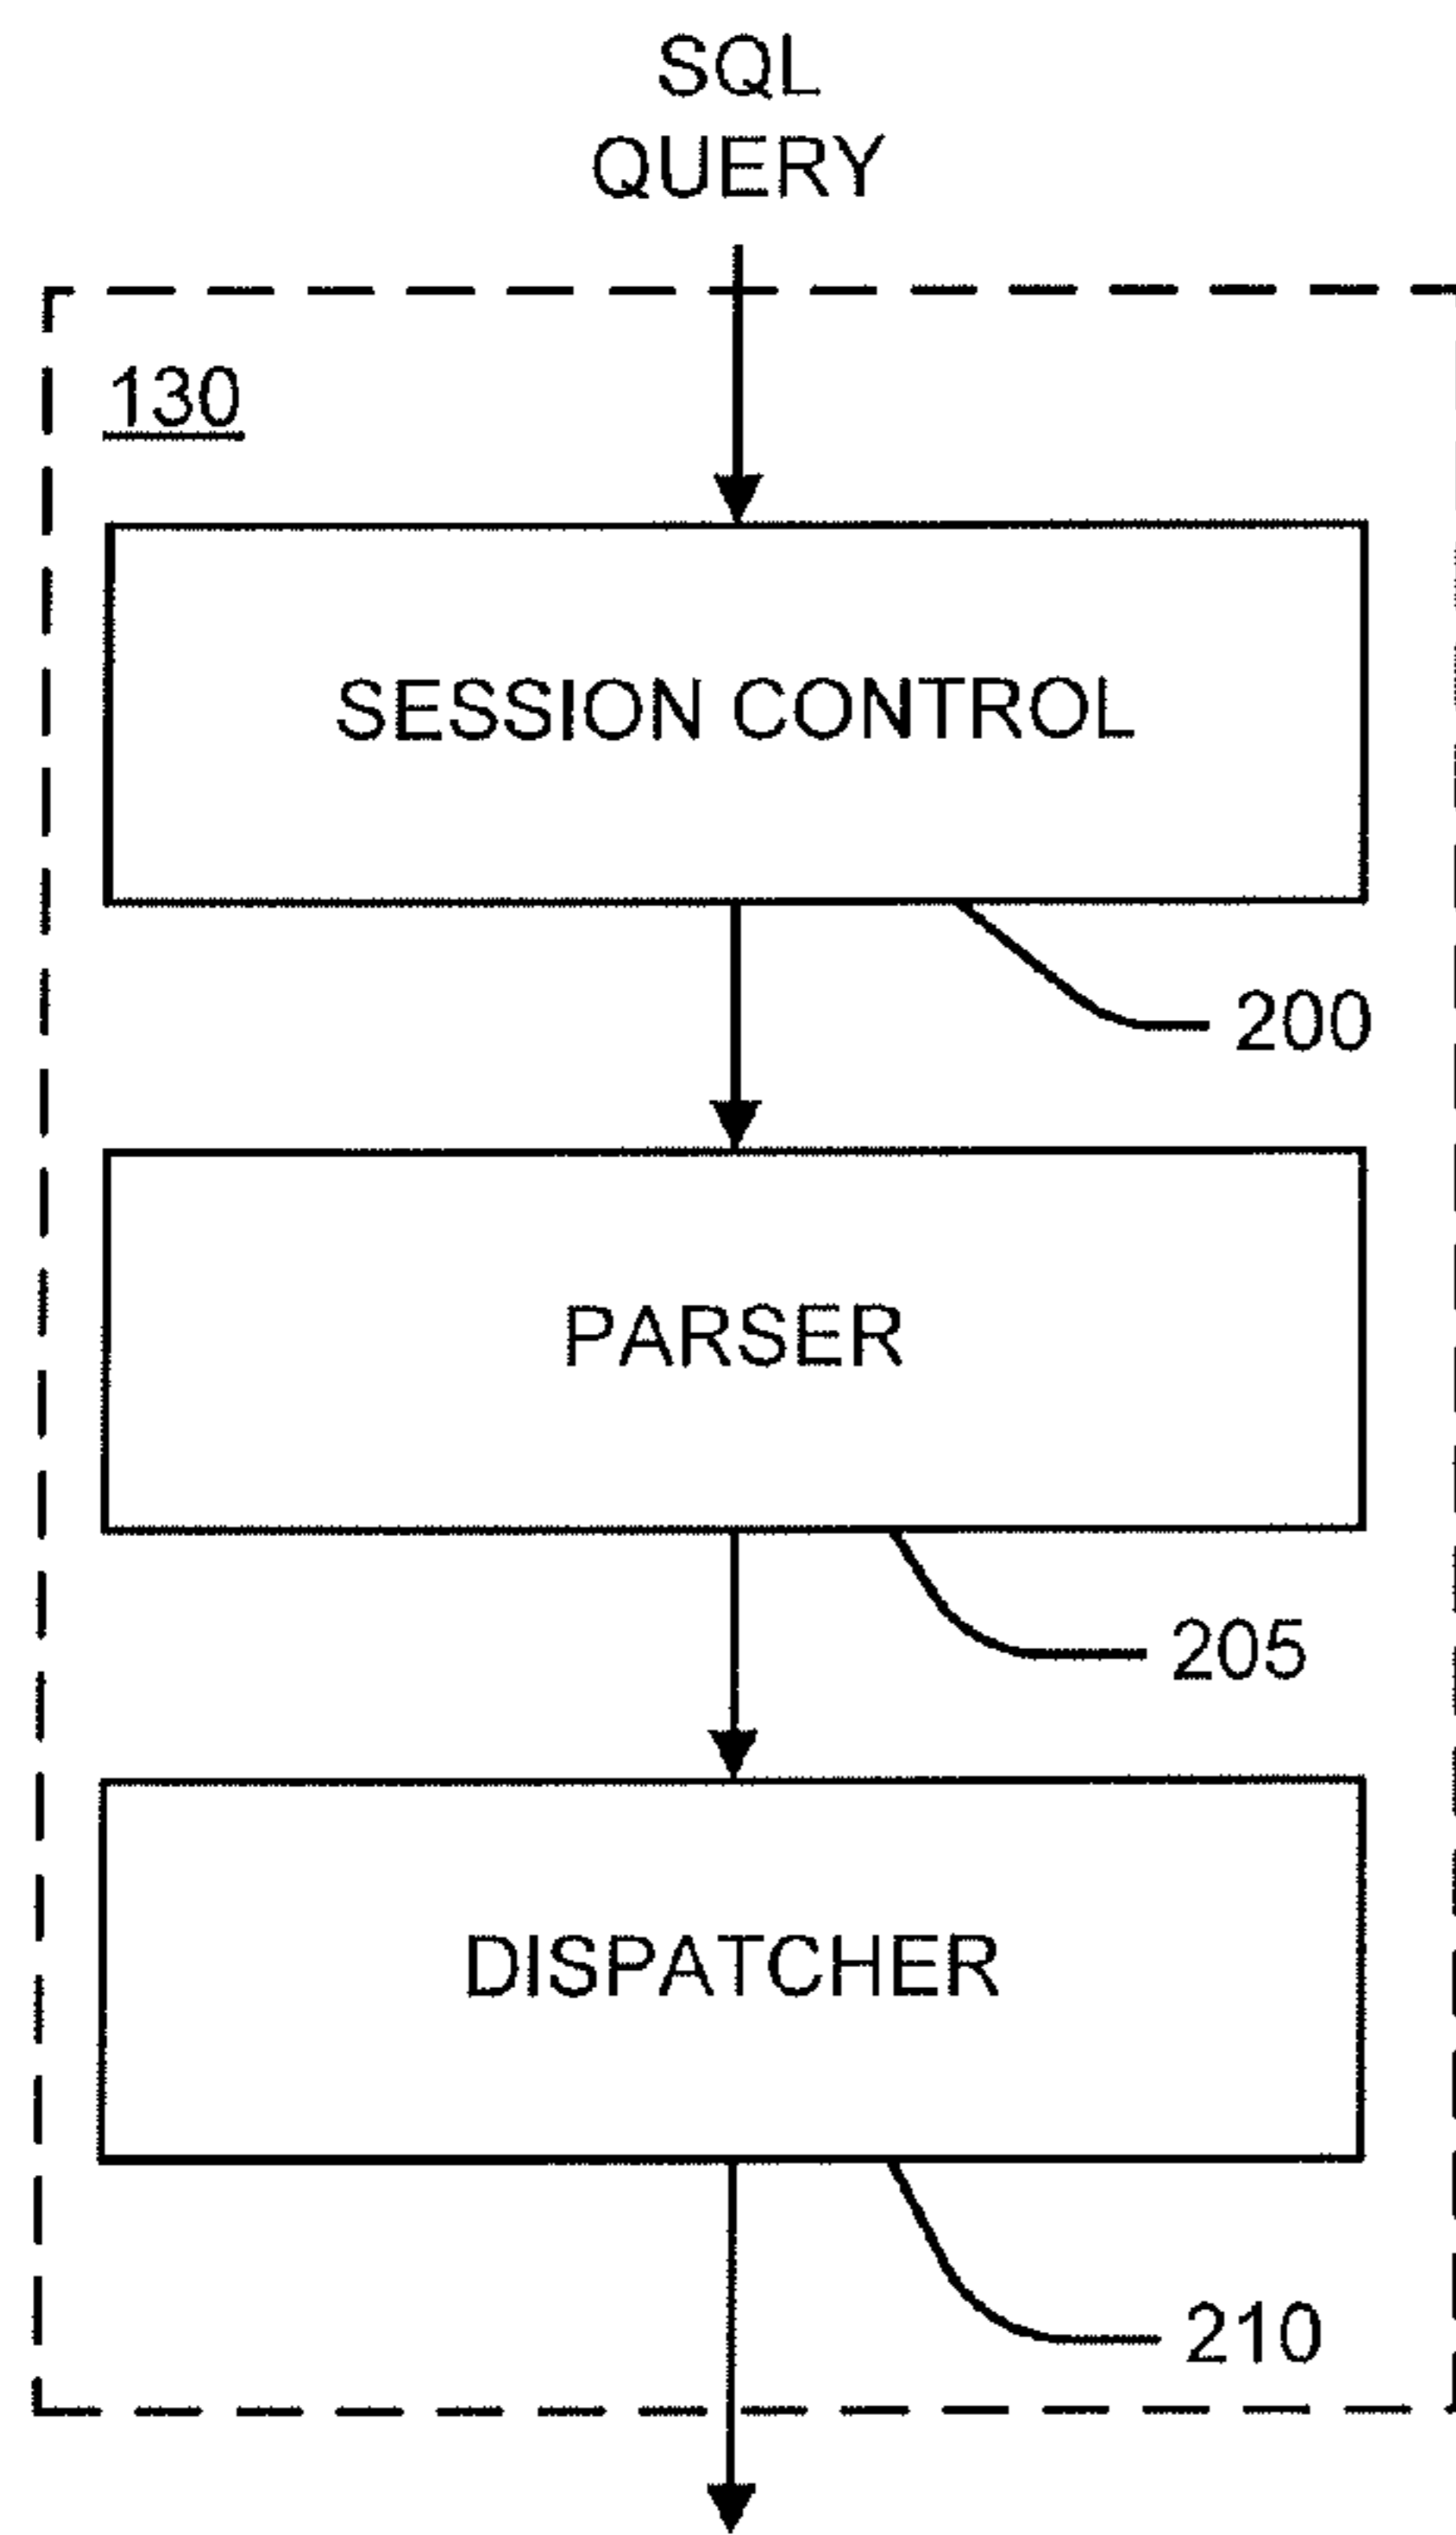 SQL
QUERY
130
SESSION CONTROL
200
PARSER
205
DISPATCHER
210